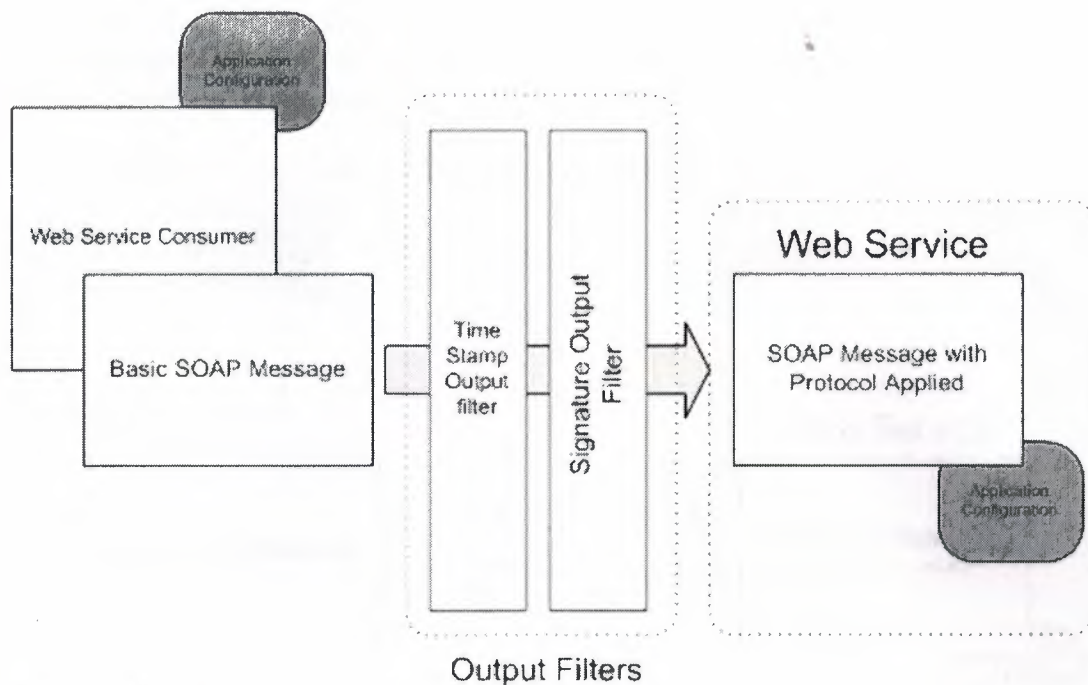 Application
Configuration
Web Service Consumer
Basic SOAP Message
Time
Stamp
Output
filter
Signature Output
Filter
Web Service
SOAP Message with
Protocol Applied
Application
Configuration
Output Filters